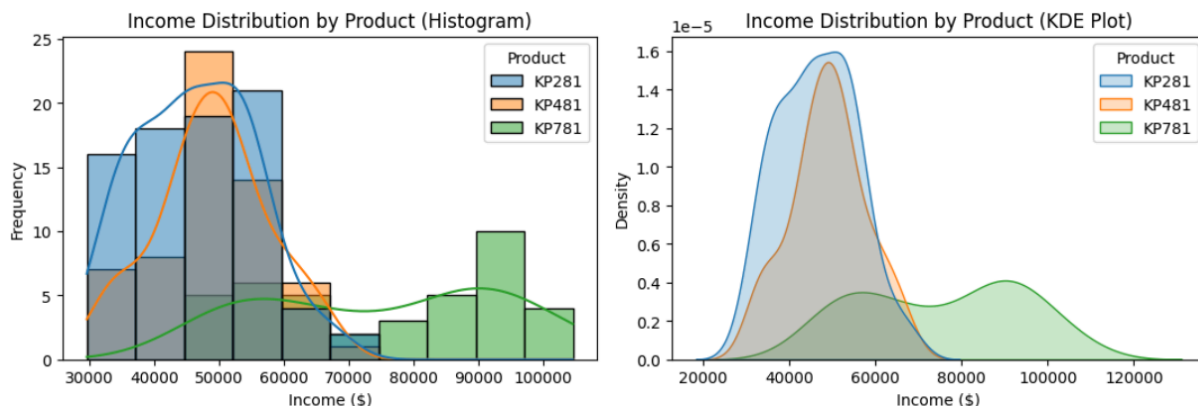 Income Distribution by Product (Histogram)
25
20
15
10
5
0
Frequency
30000 40000 50000 60000 70000 80000 90000 100000
Income ($)
Product
KP281
KP481
KP781
Income Distribution by Product (KDE Plot)
1e−5
1.6
1.4
1.2
1.0
0.8
0.6
0.4
0.2
0.0
Density
20000 40000 60000 80000 100000 120000
Income ($)
Product
KP281
KP481
KP781